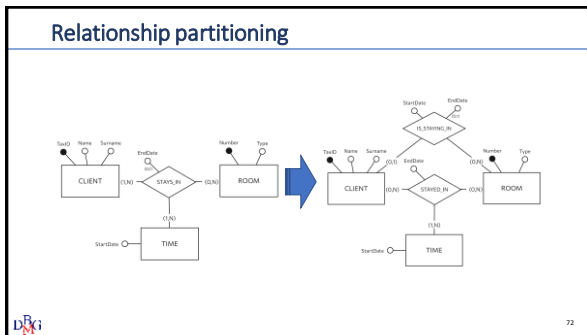 Relationship partitioning
TaxID Name Surname
EndDate
(0,1)
Number Type
CLIENT (1,N) STAYS_IN (0,N) ROOM
(1,N)
StartDate TIME
StartDate EndDate
(0,1)
IS_STAYING_IN
TaxID Name Surname
(0,1) (0,N)
EndDate
Number Type
CLIENT (0,N) STAYED_IN (0,N) ROOM
(1,N)
StartDate TIME
DBMG
72